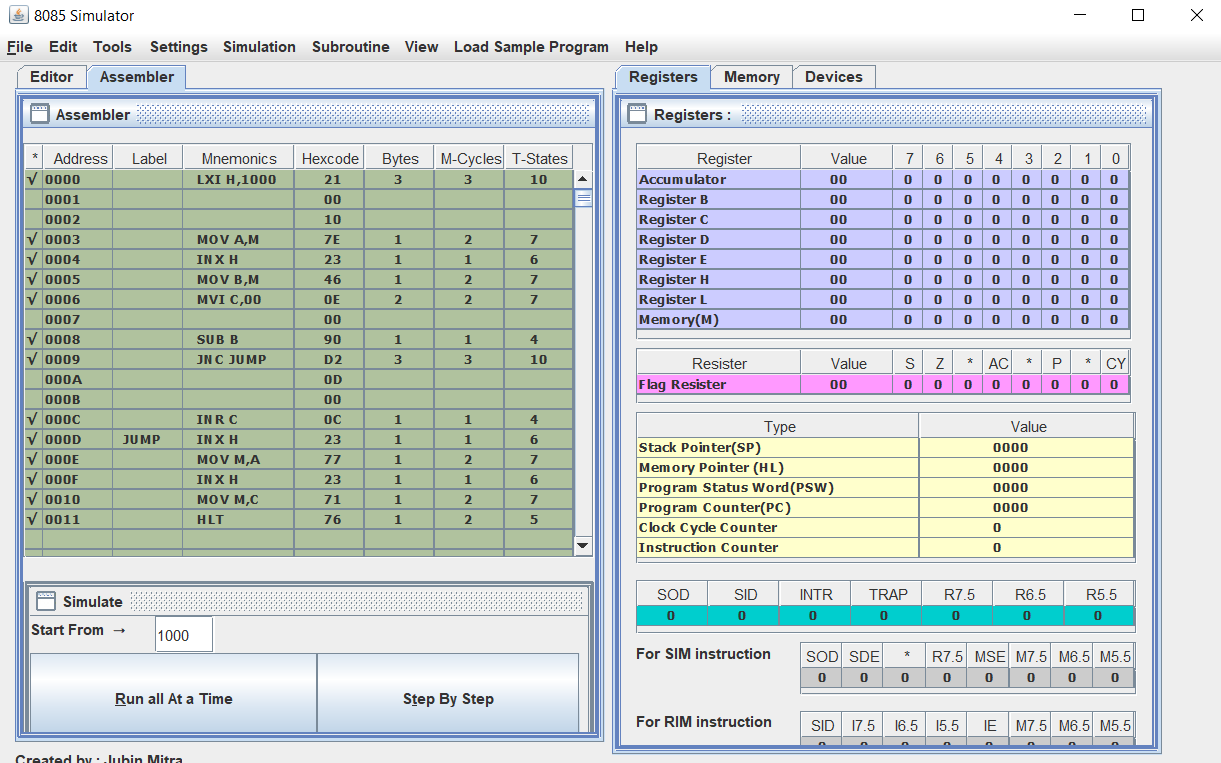 8085 Simulator
File Edit Tools Settings Simulation Subroutine View Load Sample Program Help
Editor Assembler
Assembler
* Address Label Mnemonics Hexcode Bytes M-Cycles T-States
√ 0000 LXI H,1000 21 3 3 10
0001 00
0002 10
√ 0003 MOV A,M 7E 1 2 7
√ 0004 INX H 23 1 1 6
√ 0005 MOV B,M 46 1 2 7
√ 0006 MVI C,00 0E 2 2 7
0007 00
√ 0008 SUB B 90 1 1 4
√ 0009 JNC JUMP D2 3 3 10
000A 0D
000B 00
√ 000C INR C 0C 1 1 4
√ 000D JUMP INX H 23 1 1 6
√ 000E MOV M,A 77 1 2 7
√ 000F INX H 23 1 1 6
√ 0010 MOV M,C 71 1 2 7
√ 0011 HLT 76 1 2 5
Simulate
Start From → 1000
Run all At a Time Step By Step
Created by : Jubin Mitra
Registers Memory Devices
Registers :
Register Value 7 6 5 4 3 2 1 0
Accumulator 00 0 0 0 0 0 0 0 0
Register B 00 0 0 0 0 0 0 0 0
Register C 00 0 0 0 0 0 0 0 0
Register D 00 0 0 0 0 0 0 0 0
Register E 00 0 0 0 0 0 0 0 0
Register H 00 0 0 0 0 0 0 0 0
Register L 00 0 0 0 0 0 0 0 0
Memory(M) 00 0 0 0 0 0 0 0 0
Resister Value S Z * AC * P * CY
Flag Resister 00 0 0 0 0 0 0 0 0
Type Value
Stack Pointer(SP) 0000
Memory Pointer (HL) 0000
Program Status Word(PSW) 0000
Program Counter(PC) 0000
Clock Cycle Counter 0
Instruction Counter 0
SOD SID INTR TRAP R7.5 R6.5 R5.5
0 0 0 0 0 0 0
For SIM instruction
SOD SDE * R7.5 MSE M7.5 M6.5 M5.5
0 0 0 0 0 0 0 0
For RIM instruction
SID I7.5 I6.5 I5.5 IE M7.5 M6.5 M5.5